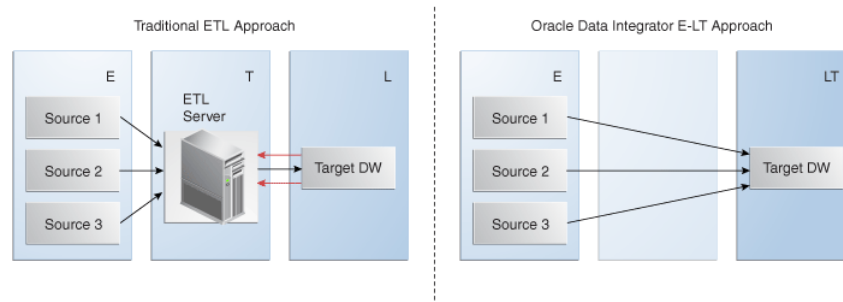 Traditional ETL Approach
E
T
L
ETL
Server
Source 1
Source 2
Source 3
Target DW
Oracle Data Integrator E-LT Approach
E
LT
Source 1
Source 2
Source 3
Target DW